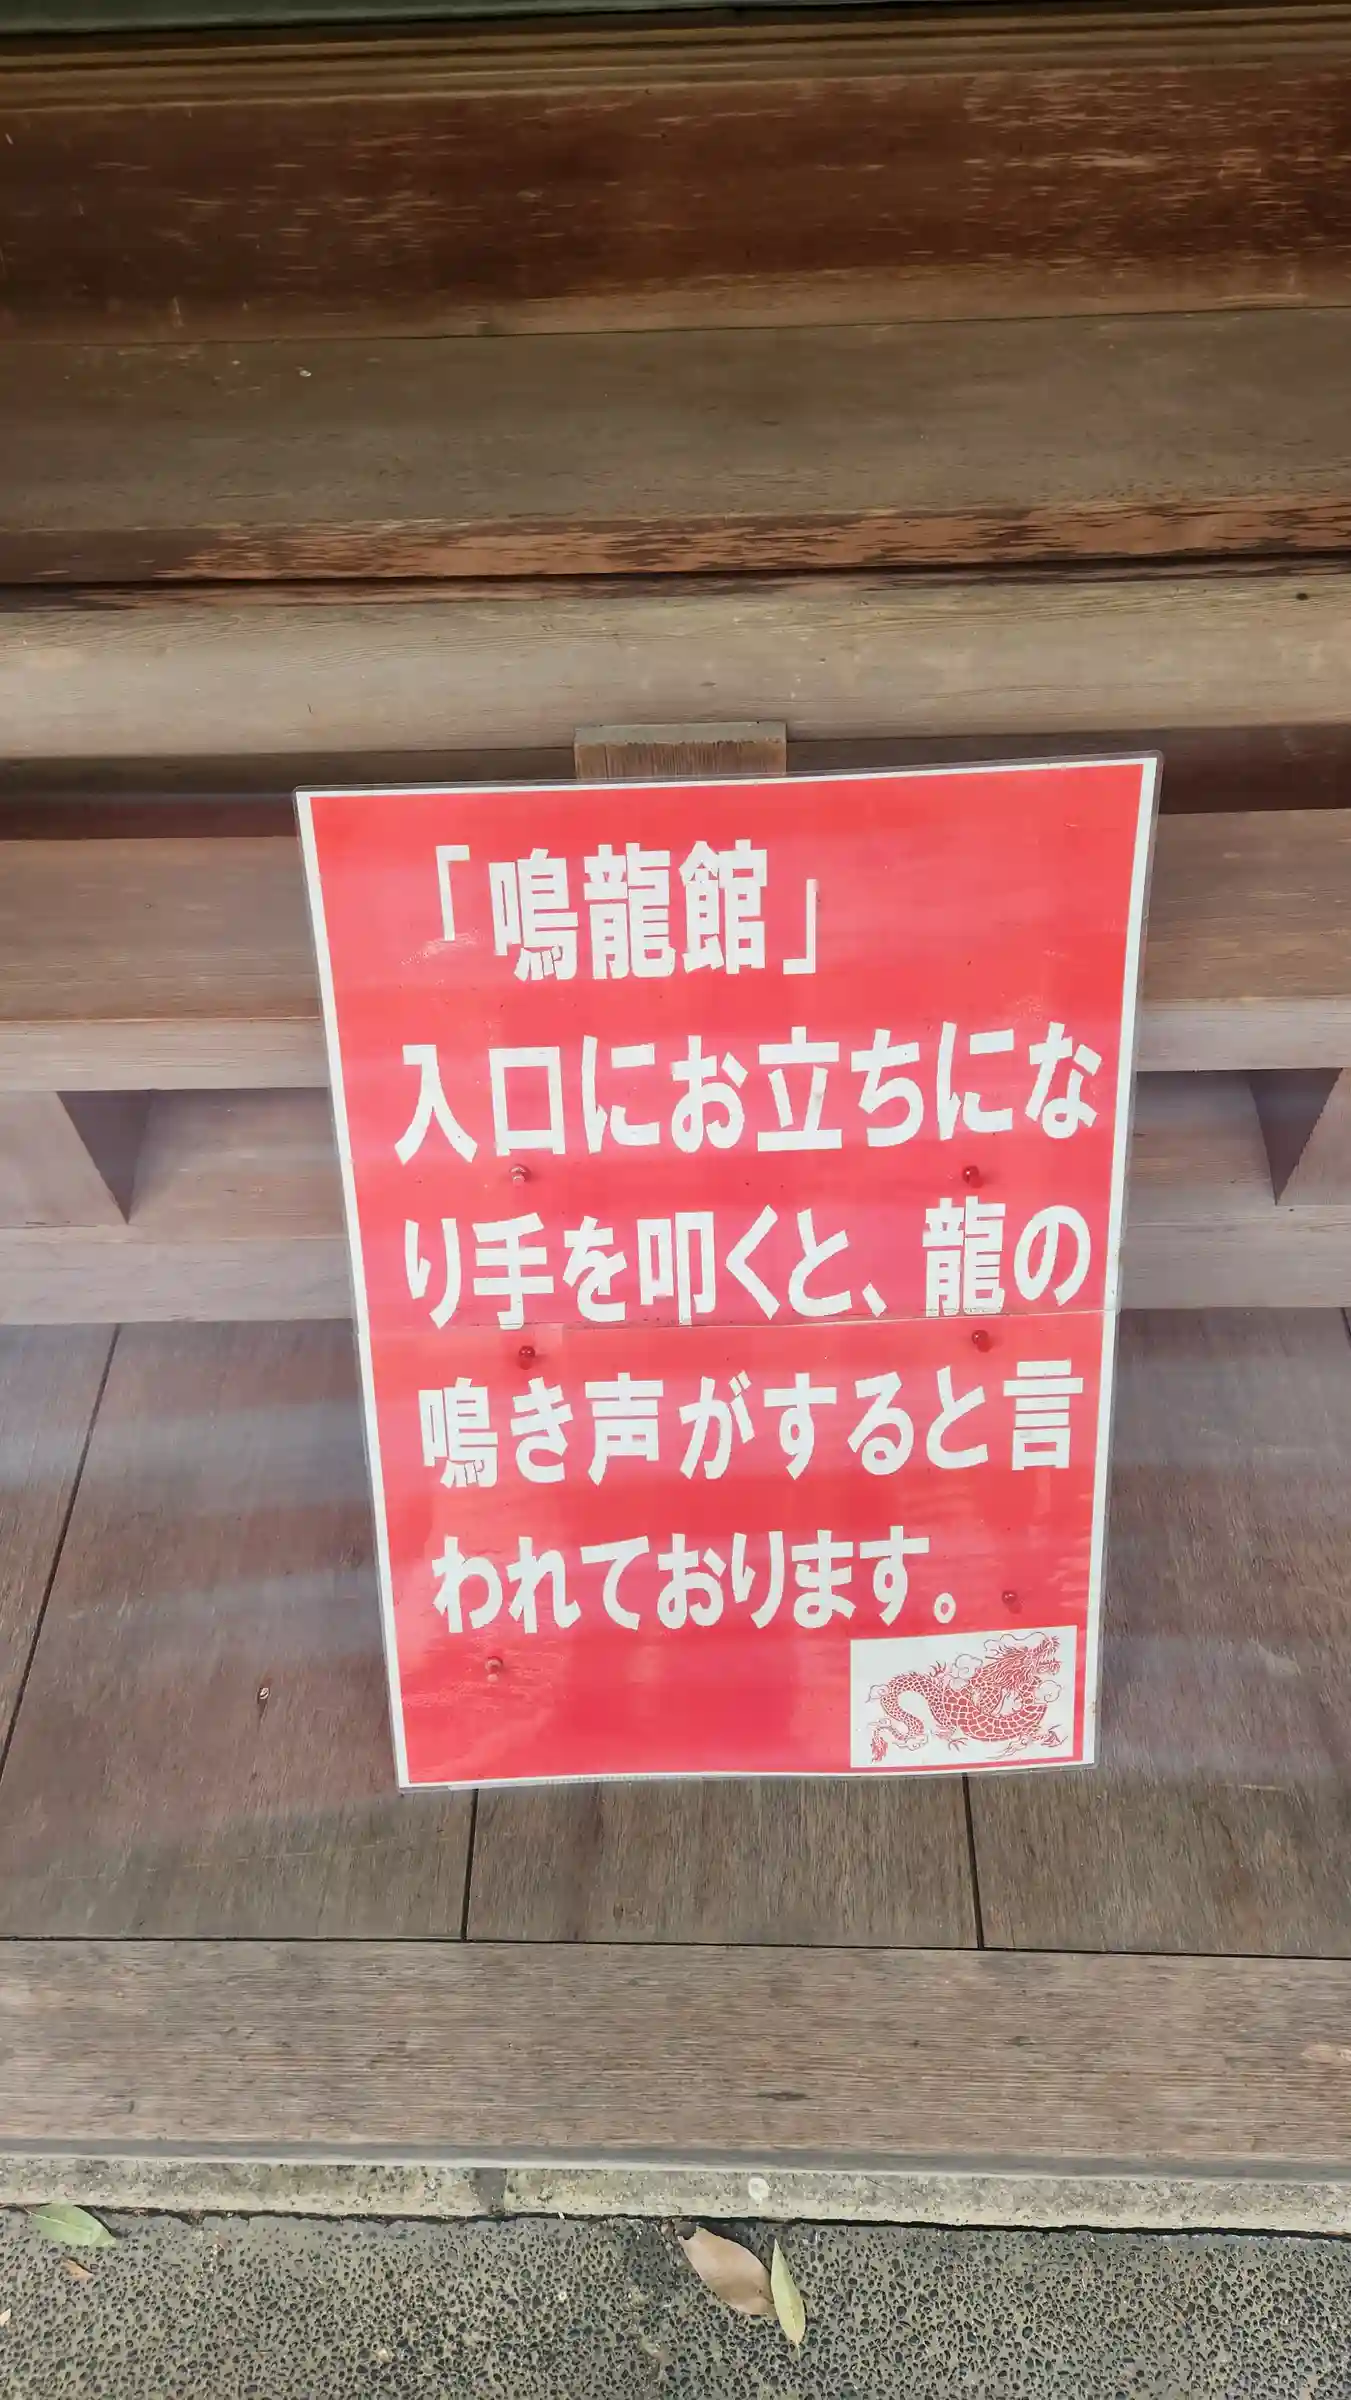 「鳴龍館」
入口にお立ちにな
り手を叩くと、龍の
鳴き声がすると言
われております。